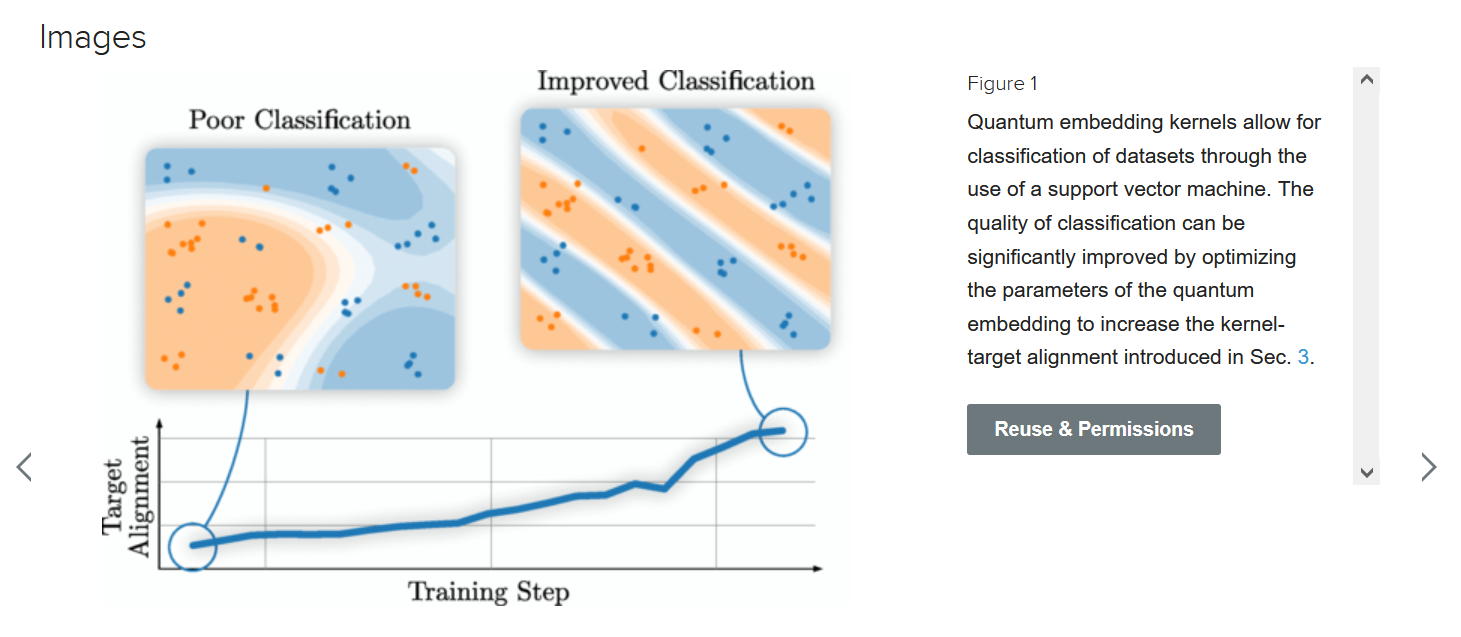 Images
Improved Classification
Poor Classification
Target
Alignment
Training Step
Figure 1
Quantum embedding kernels allow for
classification of datasets through the
use of a support vector machine. The
quality of classification can be
significantly improved by optimizing
the parameters of the quantum
embedding to increase the kernel-
target alignment introduced in Sec. 3.
Reuse & Permissions